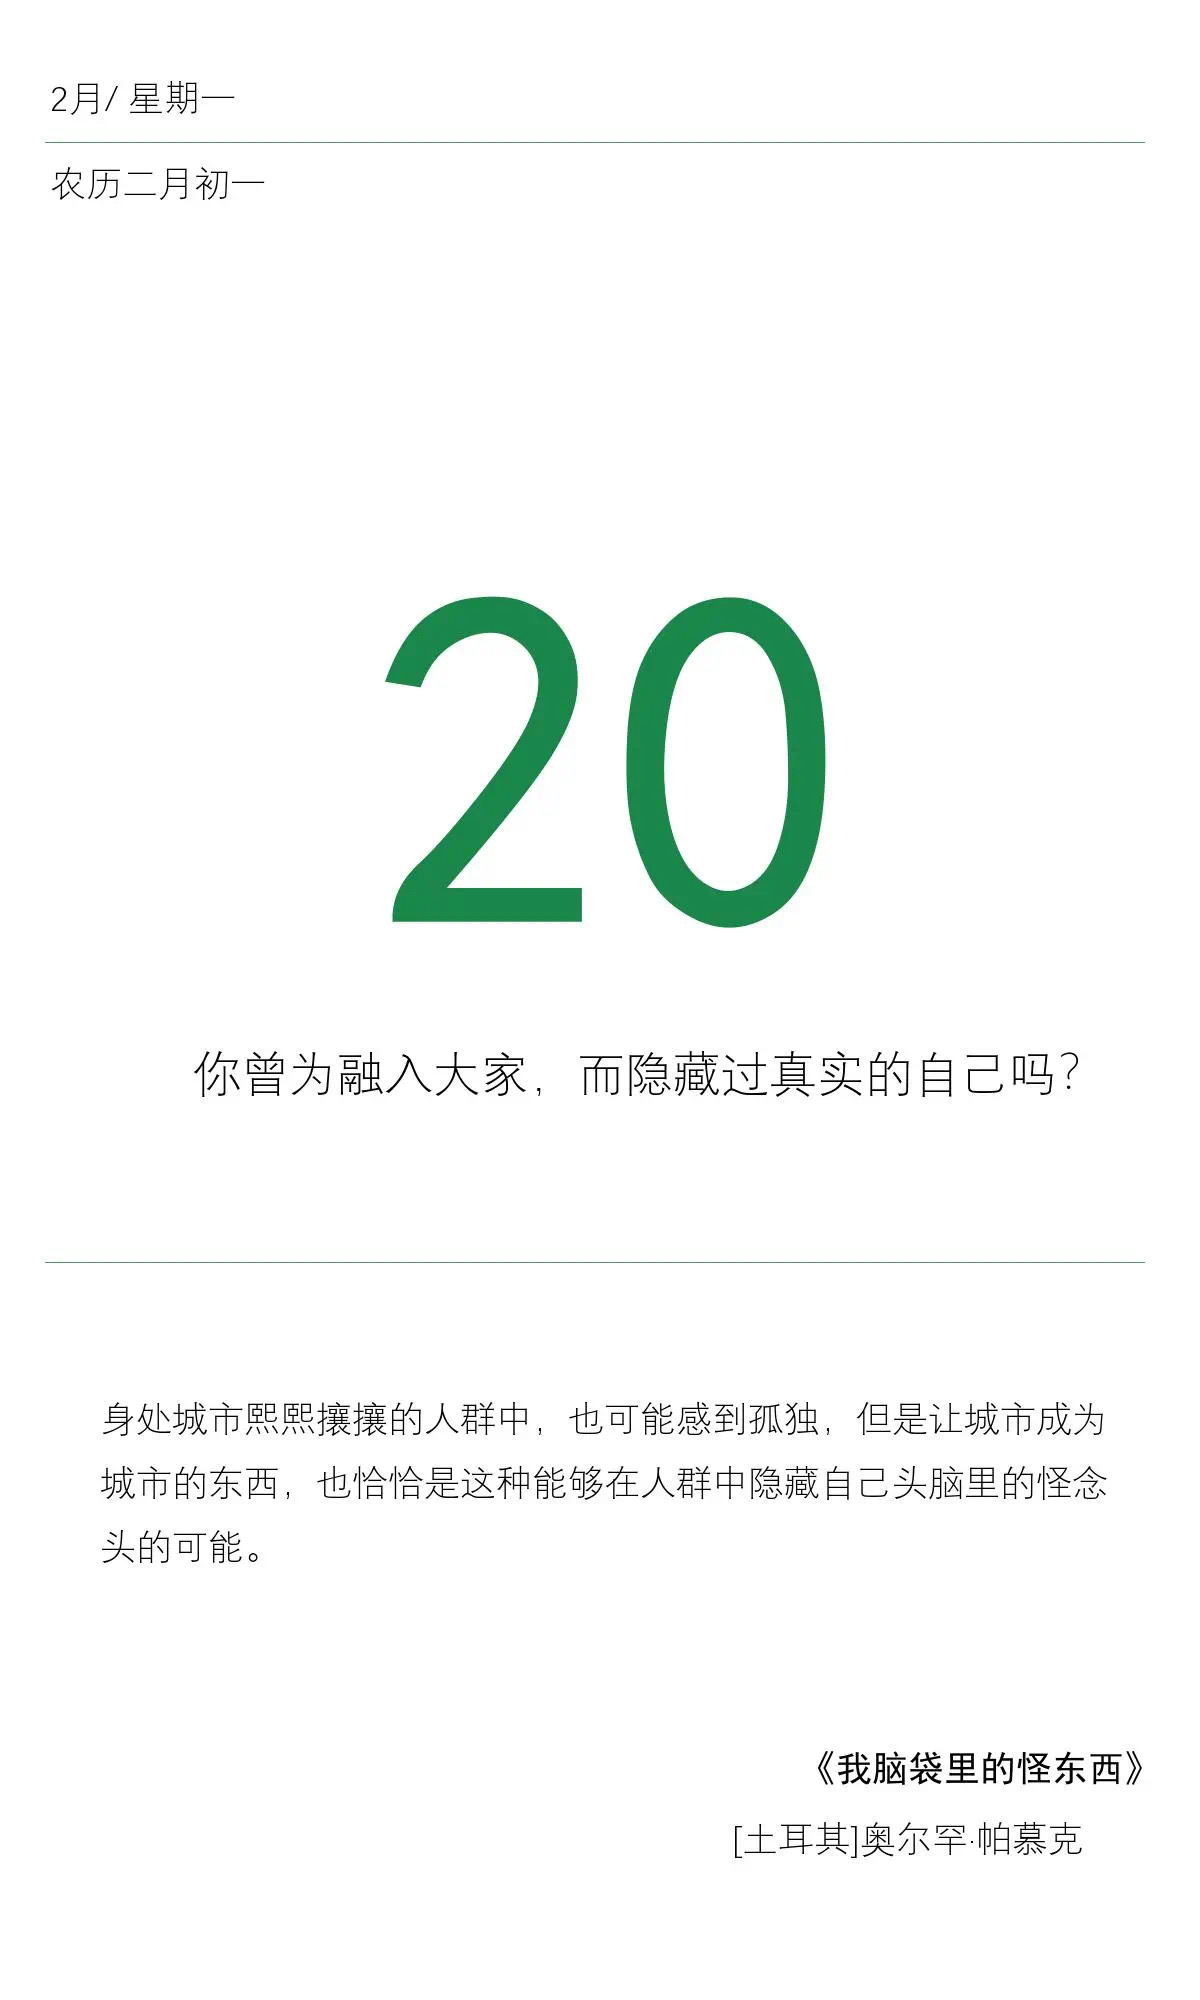 2月/ 星期一
农历二月初一
20
你曾为融入大家，而隐藏过真实的自己吗？
身处城市熙熙攘攘的人群中，也可能感到孤独，但是让城市成为
城市的东西，也恰恰是这种能够在人群中隐藏自己头脑里的怪念
头的可能。
《我脑袋里的怪东西》
[土耳其]奥尔罕·帕慕克